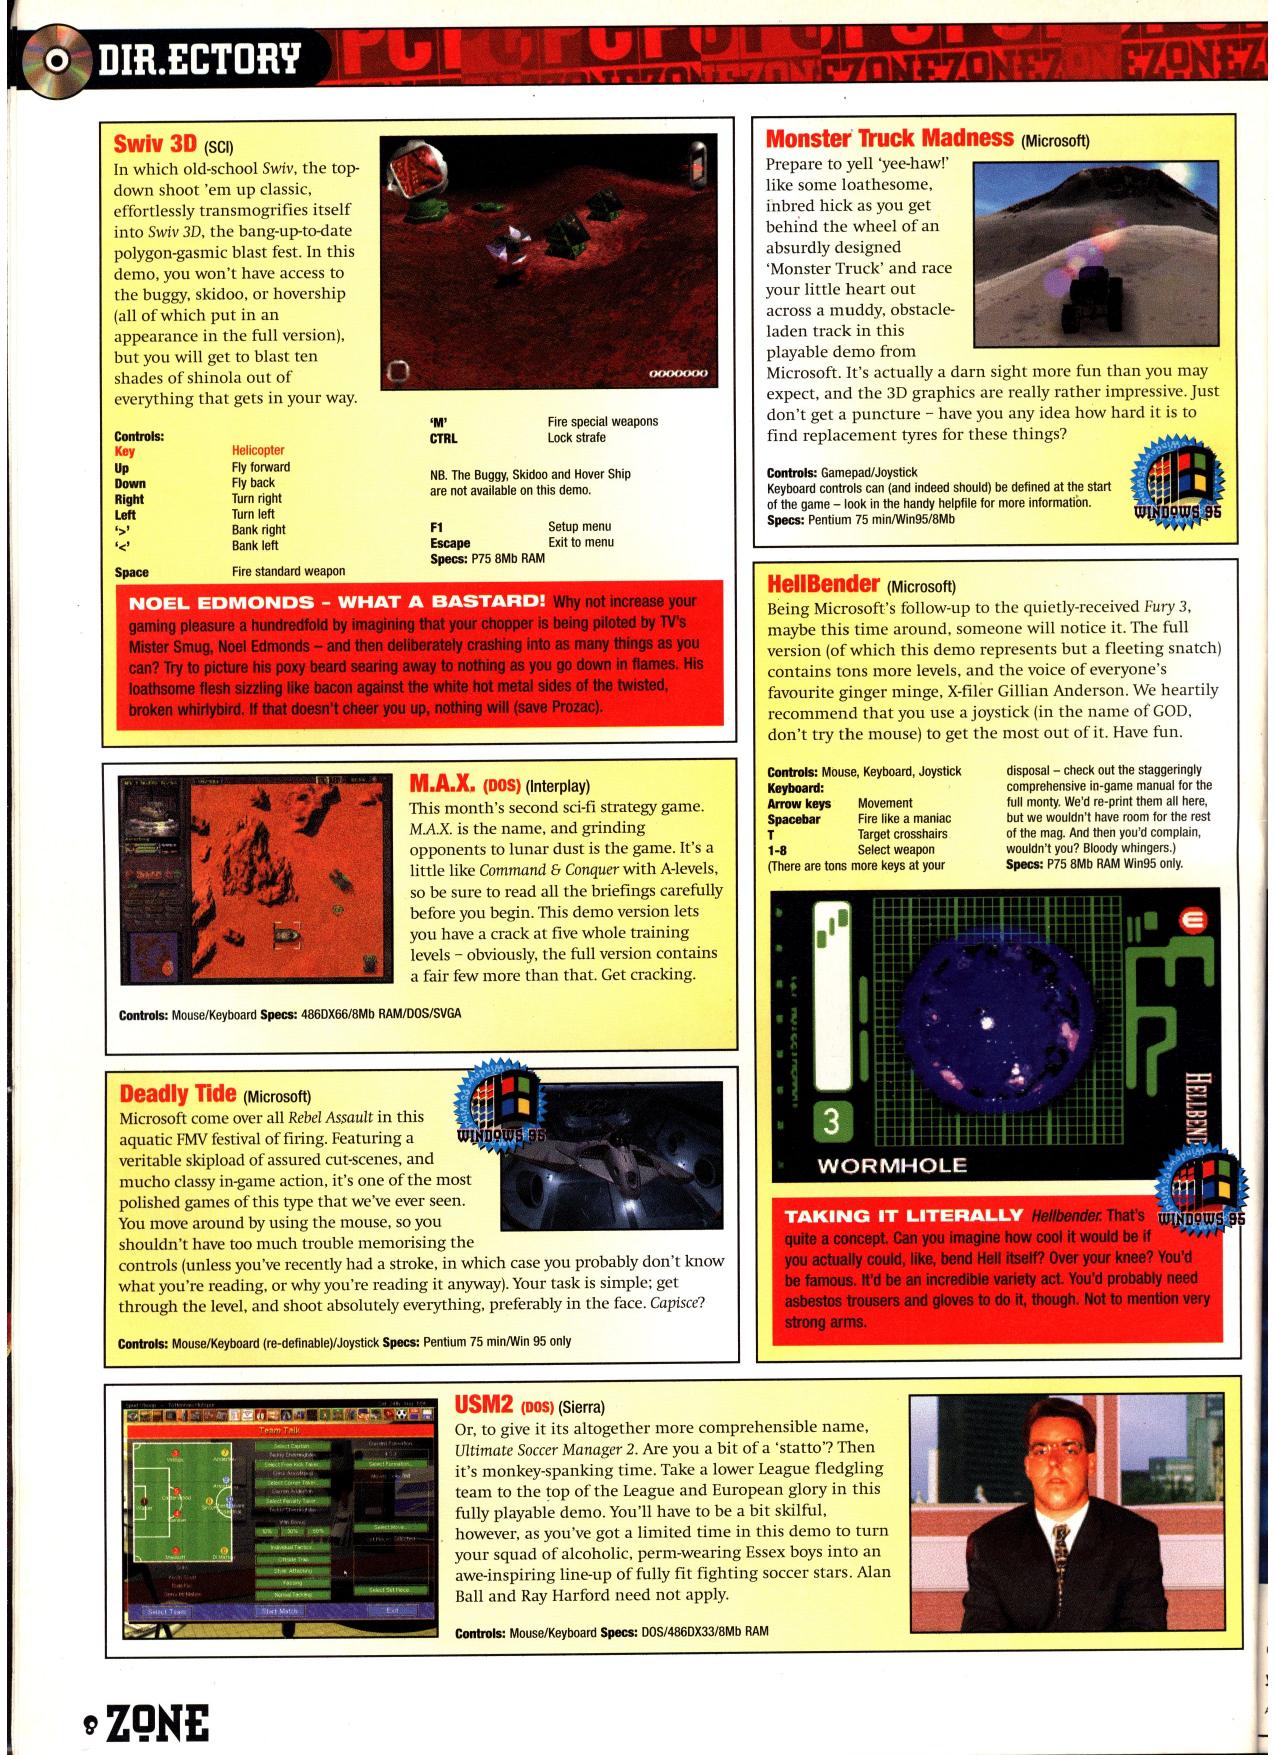 DIR.ECTORY
Swiv 3D (SCI)
In which old-school Swiv, the top-
down shoot 'em up classic,
effortlessly transmogrifies itself
into Swiv 3D, the bang-up-to-date
polygon-gasmic blast fest. In this
demo, you won't have access to
the buggy, skidoo, or hovership
(all of which put in an
appearance in the full version),
but you will get to blast ten
shades of shinola out of
everything that gets in your way.
0000000
Controls:
Key Helicopter
Up Fly forward
Down Fly back
Right Turn right
Left Turn left
'>' Bank right
'<' Bank left
Space Fire standard weapon
'M' Fire special weapons
CTRL Lock strafe
NB. The Buggy, Skidoo and Hover Ship
are not available on this demo.
F1 Setup menu
Escape Exit to menu
Specs: P75 8Mb RAM
NOEL EDMONDS – WHAT A BASTARD! Why not increase your
gaming pleasure a hundredfold by imagining that your chopper is being piloted by TV's
Mister Smug, Noel Edmonds – and then deliberately crashing into as many things as you
can? Try to picture his poxy beard searing away to nothing as you go down in flames. His
loathsome flesh sizzling like bacon against the white hot metal sides of the twisted,
broken whirlybird. If that doesn't cheer you up, nothing will (save Prozac).
M.A.X. (DOS) (Interplay)
This month's second sci-fi strategy game.
M.A.X. is the name, and grinding
opponents to lunar dust is the game. It's a
little like Command & Conquer with A-levels,
so be sure to read all the briefings carefully
before you begin. This demo version lets
you have a crack at five whole training
levels – obviously, the full version contains
a fair few more than that. Get cracking.
Controls: Mouse/Keyboard Specs: 486DX66/8Mb RAM/DOS/SVGA
Deadly Tide (Microsoft)
Microsoft come over all Rebel Assault in this
aquatic FMV festival of firing. Featuring a
veritable skipload of assured cut-scenes, and
mucho classy in-game action, it's one of the most
polished games of this type that we've ever seen.
You move around by using the mouse, so you
shouldn't have too much trouble memorising the
controls (unless you've recently had a stroke, in which case you probably don't know
what you're reading, or why you're reading it anyway). Your task is simple; get
through the level, and shoot absolutely everything, preferably in the face. Capisce?
WINDOWS 95
Controls: Mouse/Keyboard (re-definable)/Joystick Specs: Pentium 75 min/Win 95 only
Monster Truck Madness (Microsoft)
Prepare to yell 'yee-haw!'
like some loathesome,
inbred hick as you get
behind the wheel of an
absurdly designed
'Monster Truck' and race
your little heart out
across a muddy, obstacle-
laden track in this
playable demo from
Microsoft. It's actually a darn sight more fun than you may
expect, and the 3D graphics are really rather impressive. Just
don't get a puncture – have you any idea how hard it is to
find replacement tyres for these things?
Controls: Gamepad/Joystick
Keyboard controls can (and indeed should) be defined at the start
of the game – look in the handy helpfile for more information.
Specs: Pentium 75 min/Win95/8Mb
WINDOWS 95
HellBender (Microsoft)
Being Microsoft's follow-up to the quietly-received Fury 3,
maybe this time around, someone will notice it. The full
version (of which this demo represents but a fleeting snatch)
contains tons more levels, and the voice of everyone's
favourite ginger minge, X-filer Gillian Anderson. We heartily
recommend that you use a joystick (in the name of GOD,
don't try the mouse) to get the most out of it. Have fun.
Controls: Mouse, Keyboard, Joystick
Keyboard:
Arrow keys Movement
Spacebar Fire like a maniac
T Target crosshairs
1-8 Select weapon
(There are tons more keys at your
disposal – check out the staggeringly
comprehensive in-game manual for the
full monty. We'd re-print them all here,
but we wouldn't have room for the rest
of the mag. And then you'd complain,
wouldn't you? Bloody whingers.)
Specs: P75 8Mb RAM Win95 only.
3
WORMHOLE
HELLBEND
WINDOWS 95
TAKING IT LITERALLY Hellbender. That's
quite a concept. Can you imagine how cool it would be if
you actually could, like, bend Hell itself? Over your knee? You'd
be famous. It'd be an incredible variety act. You'd probably need
asbestos trousers and gloves to do it, though. Not to mention very
strong arms.
Team Talk
Select Captain
Select Free Kick Taker
Select Corner Taker
Select Penalty Taker
Individual Tactics
Offside Trap
Style Attacking
Passing
Normal Tackling
Select Team
Start Match
Exit
USM2 (DOS) (Sierra)
Or, to give it its altogether more comprehensible name,
Ultimate Soccer Manager 2. Are you a bit of a 'statto'? Then
it's monkey-spanking time. Take a lower League fledgling
team to the top of the League and European glory in this
fully playable demo. You'll have to be a bit skilful,
however, as you've got a limited time in this demo to turn
your squad of alcoholic, perm-wearing Essex boys into an
awe-inspiring line-up of fully fit fighting soccer stars. Alan
Ball and Ray Harford need not apply.
Controls: Mouse/Keyboard Specs: DOS/486DX33/8Mb RAM
8 ZONE